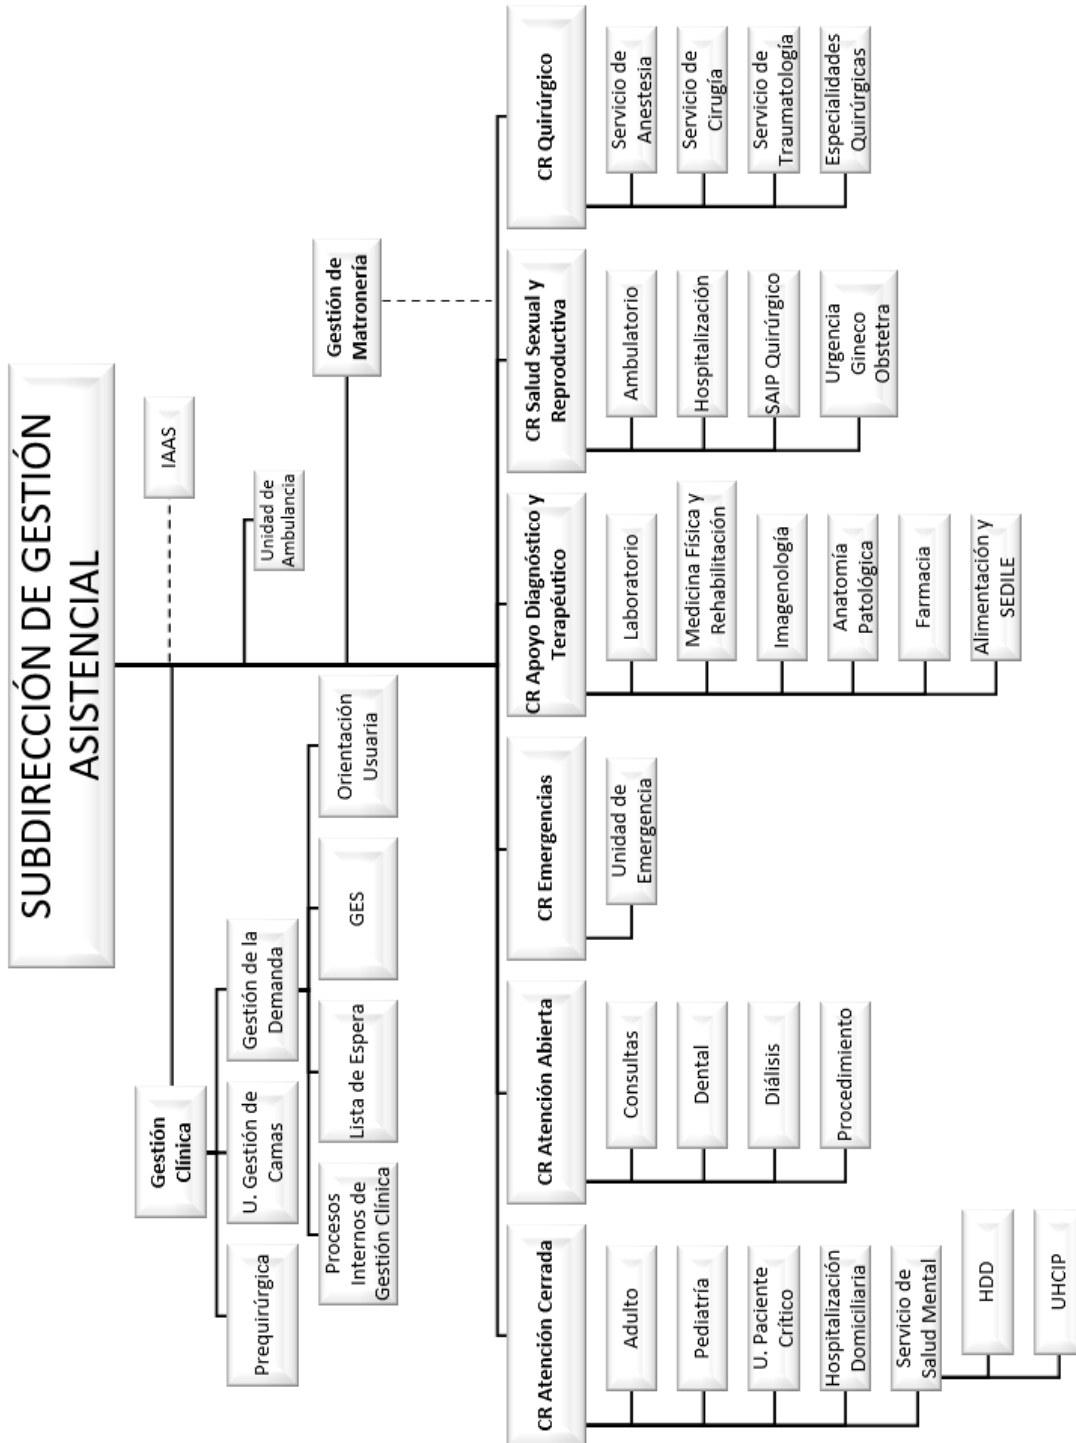 SUBDIRECCIÓN DE GESTIÓN
ASISTENCIAL
IAAS
Gestión
Clínica
Unidad de
Ambulancia
Prequirúrgica
U. Gestión de
Camas
Gestión de la
Demanda
Gestión de
Matronería
Procesos
Internos de
Gestión Clínica
Lista de Espera
GES
Orientación
Usuaria
CR Atención Cerrada
Adulto
Pediatría
U. Paciente
Crítico
Hospitalización
Domiciliaria
Servicio de
Salud Mental
HDD
UHCIP
CR Atención Abierta
Consultas
Dental
Diálisis
Procedimiento
CR Emergencias
Unidad de
Emergencia
CR Apoyo Diagnóstico y
Terapéutico
Laboratorio
Medicina Física y
Rehabilitación
Imagenología
Anatomía
Patológica
Farmacia
Alimentación y
SEDILE
CR Salud Sexual y
Reproductiva
Ambulatorio
Hospitalización
SAIP Quirúrgico
Urgencia
Gineco
Obstetra
CR Quirúrgico
Servicio de
Anestesia
Servicio de
Cirugía
Servicio de
Traumatología
Especialidades
Quirúrgicas